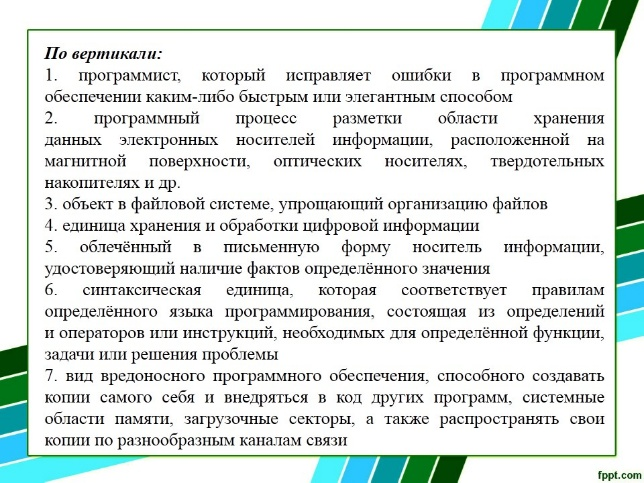 По вертикали:
1. программист, который исправляет ошибки в программном
обеспечении каким-либо быстрым или элегантным способом
2. программный процесс разметки области хранения
данных электронных носителей информации, расположенной на
магнитной поверхности, оптических носителях, твердотельных
накопителях и др.
3. объект в файловой системе, упрощающий организацию файлов
4. единица хранения и обработки цифровой информации
5. облечённый в письменную форму носитель информации,
удостоверяющий наличие фактов определённого значения
6. синтаксическая единица, которая соответствует правилам
определённого языка программирования, состоящая из определений
и операторов или инструкций, необходимых для определённой функции,
задачи или решения проблемы
7. вид вредоносного программного обеспечения, способного создавать
копии самого себя и внедряться в код других программ, системные
области памяти, загрузочные секторы, а также распространять свои
копии по разнообразным каналам связи
fppt.com